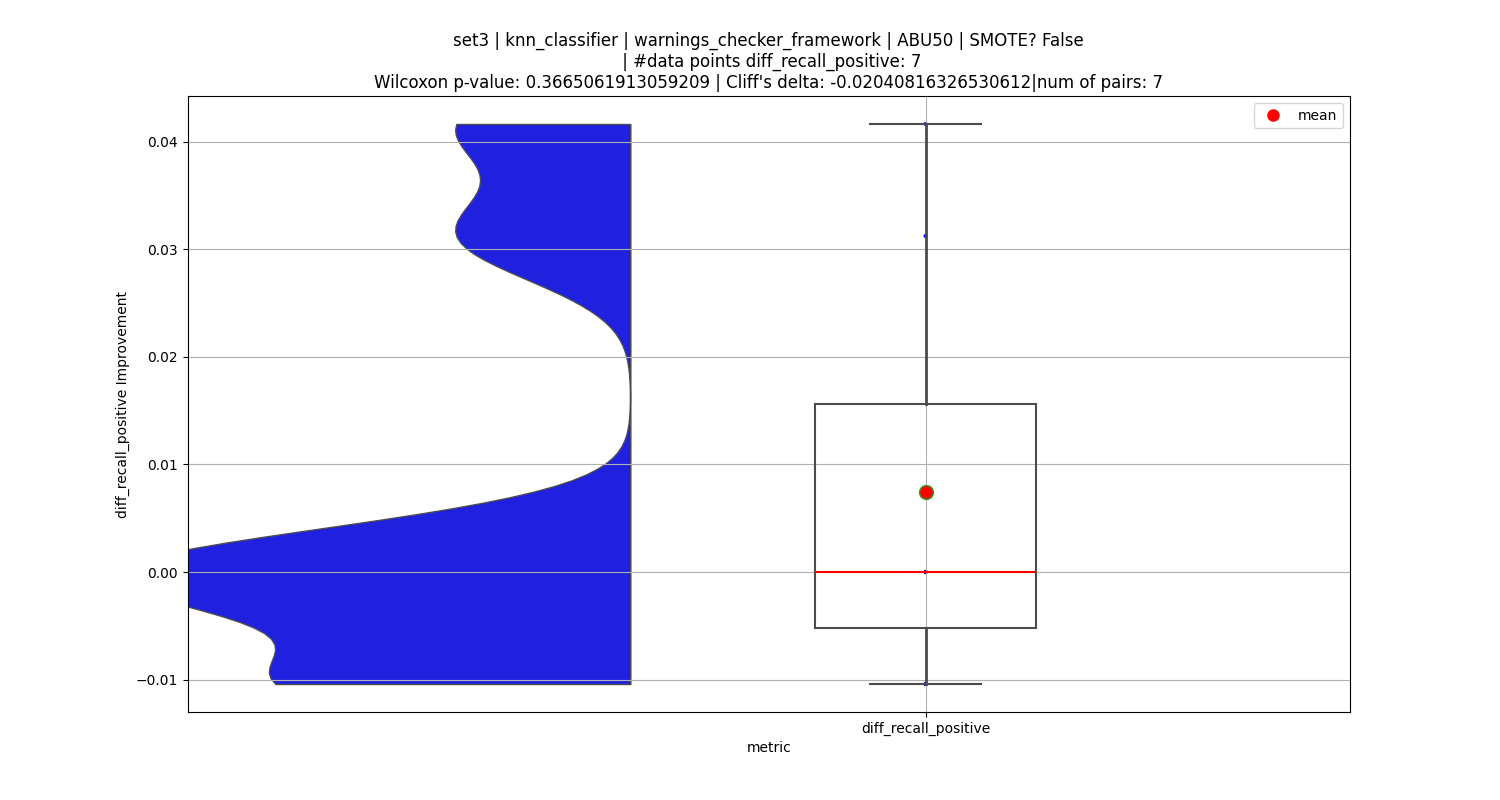 set3 | knn_classifier | warnings_checker_framework | ABU50 | SMOTE? False
| #data points diff_recall_positive: 7
Wilcoxon p-value: 0.3665061913059209 | Cliff's delta: -0.02040816326530612|num of pairs: 7
mean
0.04
0.03
0.02
0.01
0.00
−0.01
diff_recall_positive Improvement
diff_recall_positive
metric